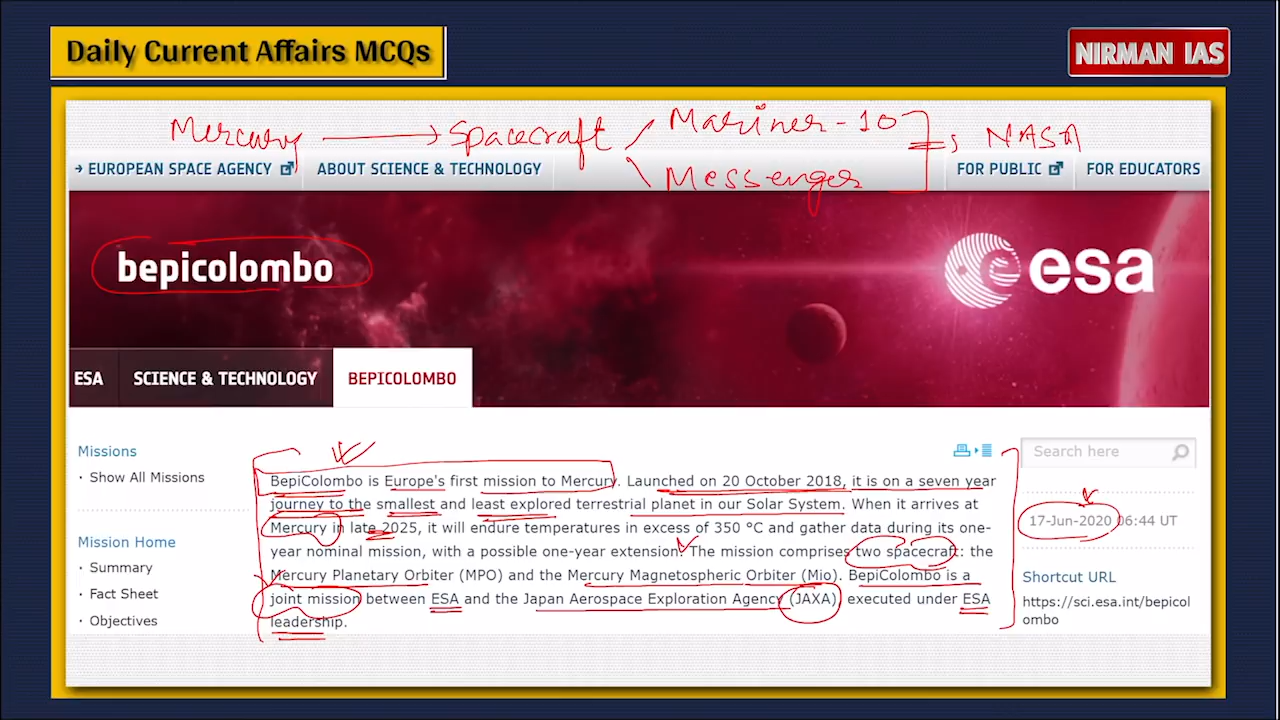 Daily Current Affairs MCQs
NIRMAN IAS
Mercury → Spacecraft
Mariner-10
Messenger
NASA
EUROPEAN SPACE AGENCY
ABOUT SCIENCE & TECHNOLOGY
FOR PUBLIC
FOR EDUCATORS
bepicolombo
esa
ESA
SCIENCE & TECHNOLOGY
BEPICOLOMBO
Missions
· Show All Missions
Mission Home
· Summary
· Fact Sheet
· Objectives
BepiColombo is Europe's first mission to Mercury. Launched on 20 October 2018, it is on a seven year
journey to the smallest and least explored terrestrial planet in our Solar System. When it arrives at
Mercury in late 2025, it will endure temperatures in excess of 350 °C and gather data during its one-
year nominal mission, with a possible one-year extension. The mission comprises two spacecraft: the
Mercury Planetary Orbiter (MPO) and the Mercury Magnetospheric Orbiter (Mio). BepiColombo is a
joint mission between ESA and the Japan Aerospace Exploration Agency (JAXA), executed under ESA
leadership.
Search here
17-Jun-2020 06:44 UT
Shortcut URL
https://sci.esa.int/bepicol
ombo